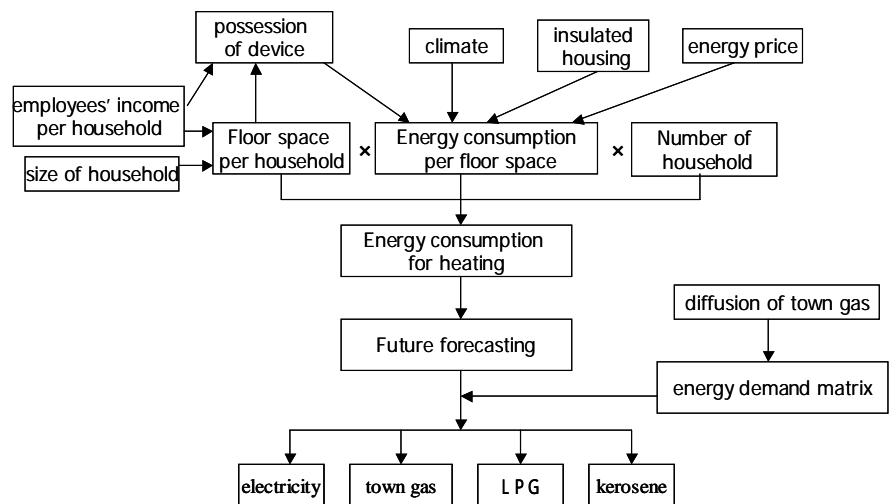 possession
of device
climate
insulated
housing
energy price
employees' income
per household
Floor space
per household
×
Energy consumption
per floor space
×
Number of
household
size of household
Energy consumption
for heating
diffusion of town gas
Future forecasting
energy demand matrix
electricity
town gas
LPG
kerosene